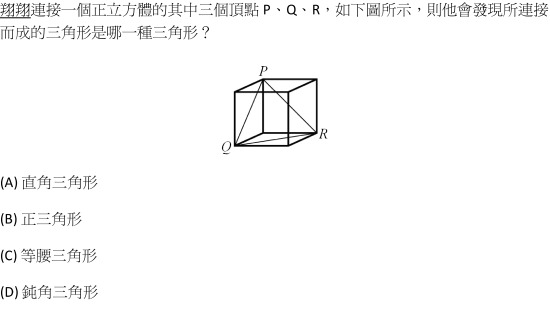 翔翔連接一個正立方體的其中三個頂點 P、Q、R，如下圖所示，則他會發現所連接
而成的三角形是哪一種三角形？
P
Q
R
(A) 直角三角形
(B) 正三角形
(C) 等腰三角形
(D) 鈍角三角形